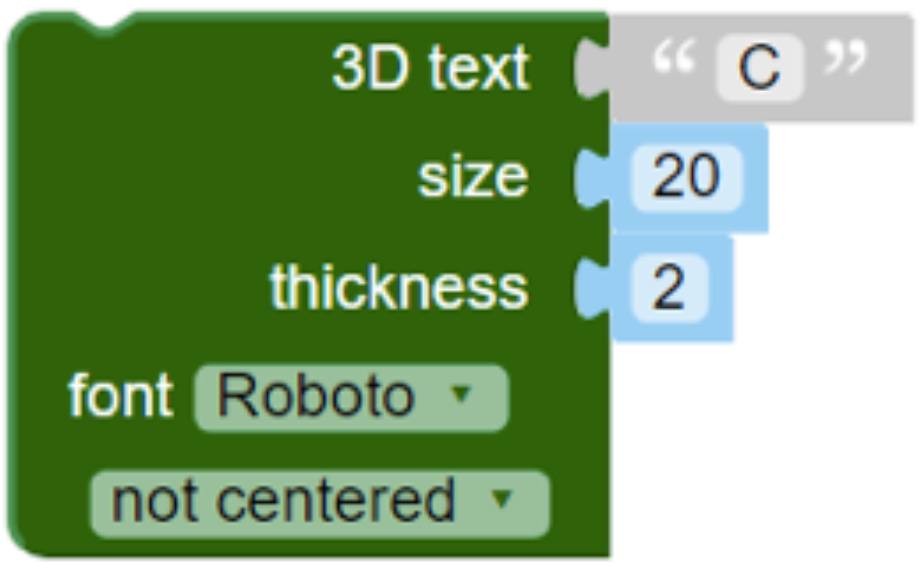 3D text “ C ”
size 20
thickness 2
font Roboto
not centered